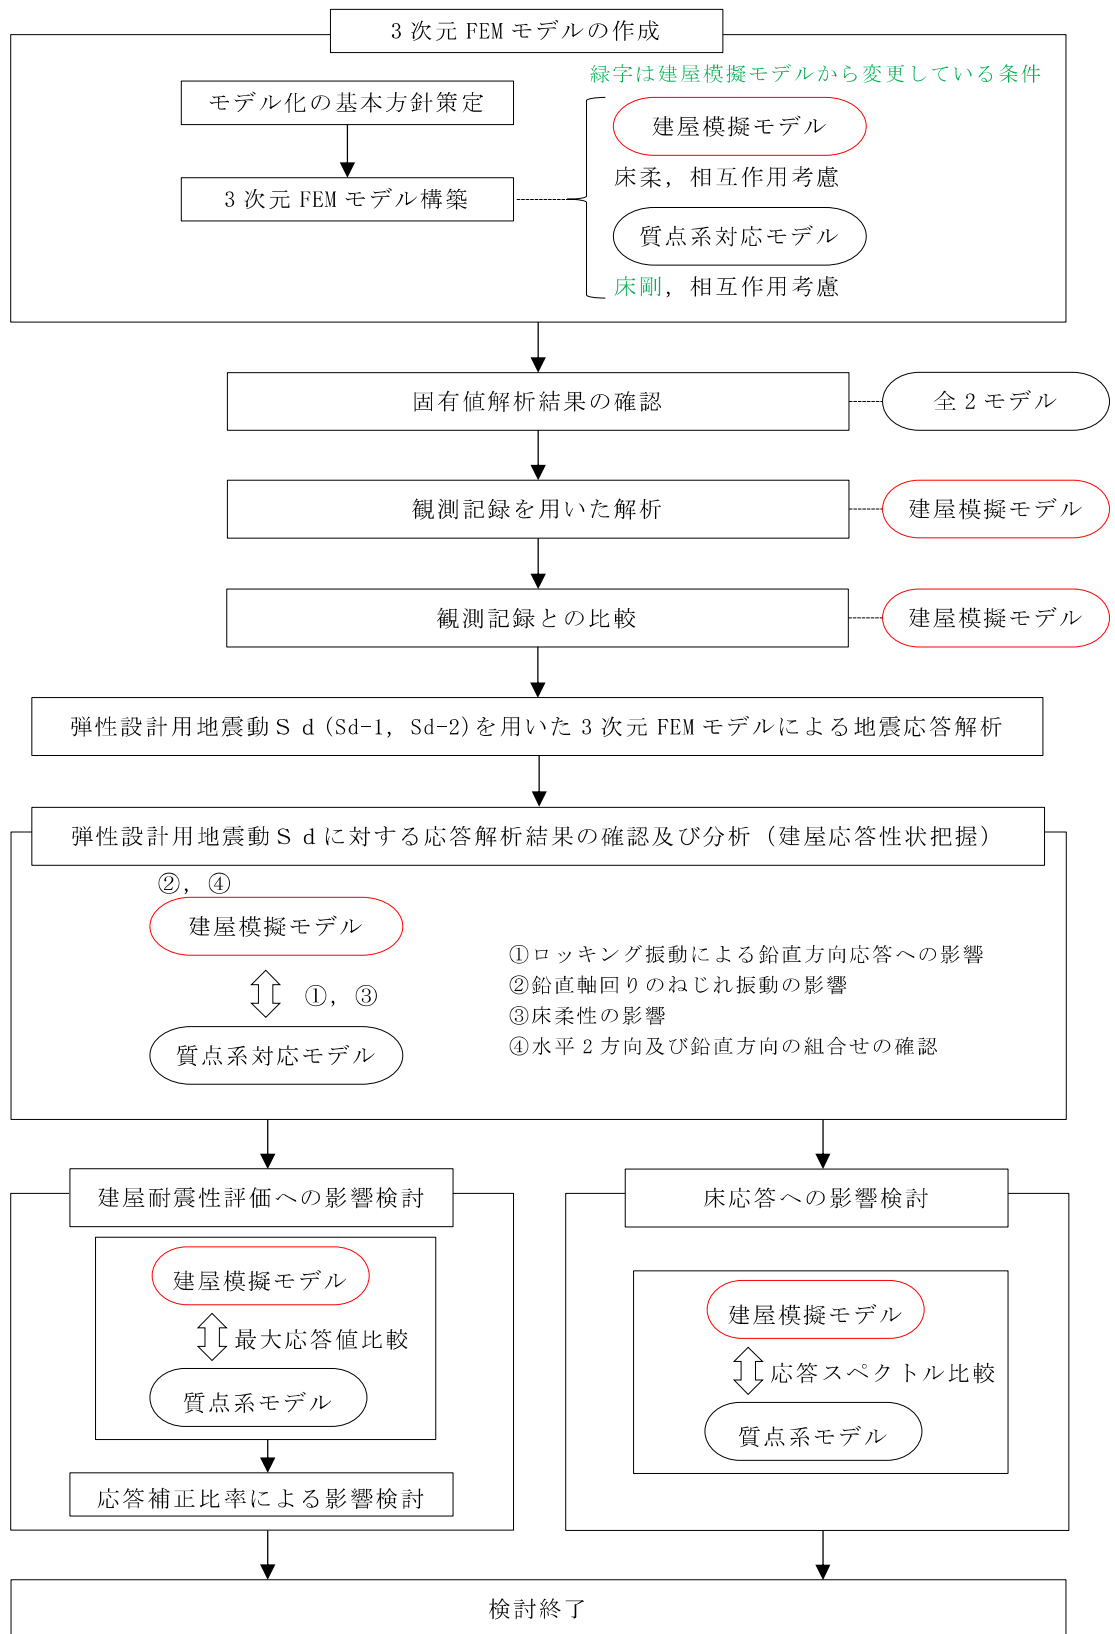 3次元FEMモデルの作成
緑字は建屋模擬モデルから変更している条件
モデル化の基本方針策定
建屋模擬モデル
床柔，相互作用考慮
3次元FEMモデル構築
質点系対応モデル
床剛，相互作用考慮
固有値解析結果の確認
全2モデル
観測記録を用いた解析
建屋模擬モデル
観測記録との比較
建屋模擬モデル
弾性設計用地震動Ｓｄ(Sd-1, Sd-2)を用いた3次元FEMモデルによる地震応答解析
弾性設計用地震動Ｓｄに対する応答解析結果の確認及び分析（建屋応答性状把握）
②，④
建屋模擬モデル
①，③
質点系対応モデル
①ロッキング振動による鉛直方向応答への影響
②鉛直軸回りのねじれ振動の影響
③床柔性の影響
④水平2方向及び鉛直方向の組合せの確認
建屋耐震性評価への影響検討
建屋模擬モデル
最大応答値比較
質点系モデル
応答補正比率による影響検討
床応答への影響検討
建屋模擬モデル
応答スペクトル比較
質点系モデル
検討終了